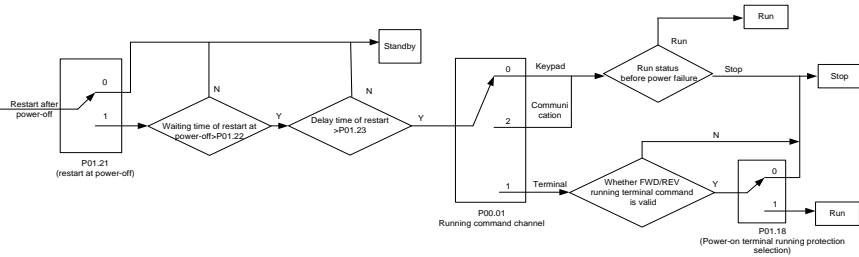 Run
Run
Standby
Run status
before power failure
Stop
Stop
Keypad
0
0
Restart after
power-off
N
N
Communi
cation
1
Waiting time of restart at
power-off>P01.22
Y
Delay time of restart
>P01.23
Y
2
N
P01.21
(restart at power-off)
1
Terminal
Whether FWD/REV
running terminal command
is valid
Y
0
1
Run
P00.01
Running command channel
P01.18
(Power-on terminal running protection
selection)